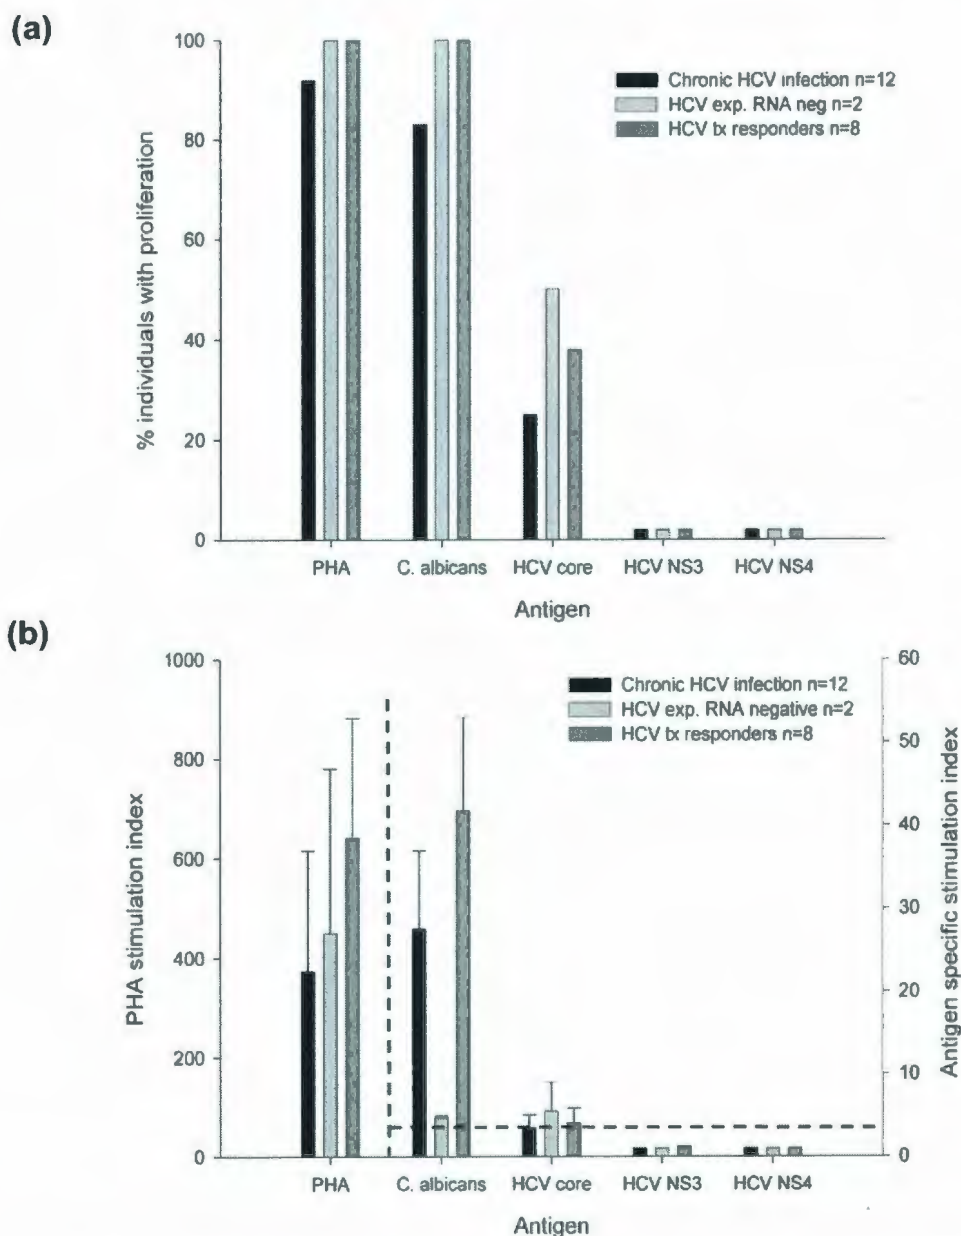 (a)
100
80
60
40
20
0
% individuals with proliferation
Chronic HCV infection n=12
HCV exp. RNA neg n=2
HCV tx responders n=8
PHA C. albicans HCV core HCV NS3 HCV NS4
Antigen
(b)
1000
800
600
400
200
0
PHA stimulation index
Chronic HCV infection n=12
HCV exp. RNA negative n=2
HCV tx responders n=8
60
50
40
30
20
10
0
Antigen specific stimulation index
PHA C. albicans HCV core HCV NS3 HCV NS4
Antigen